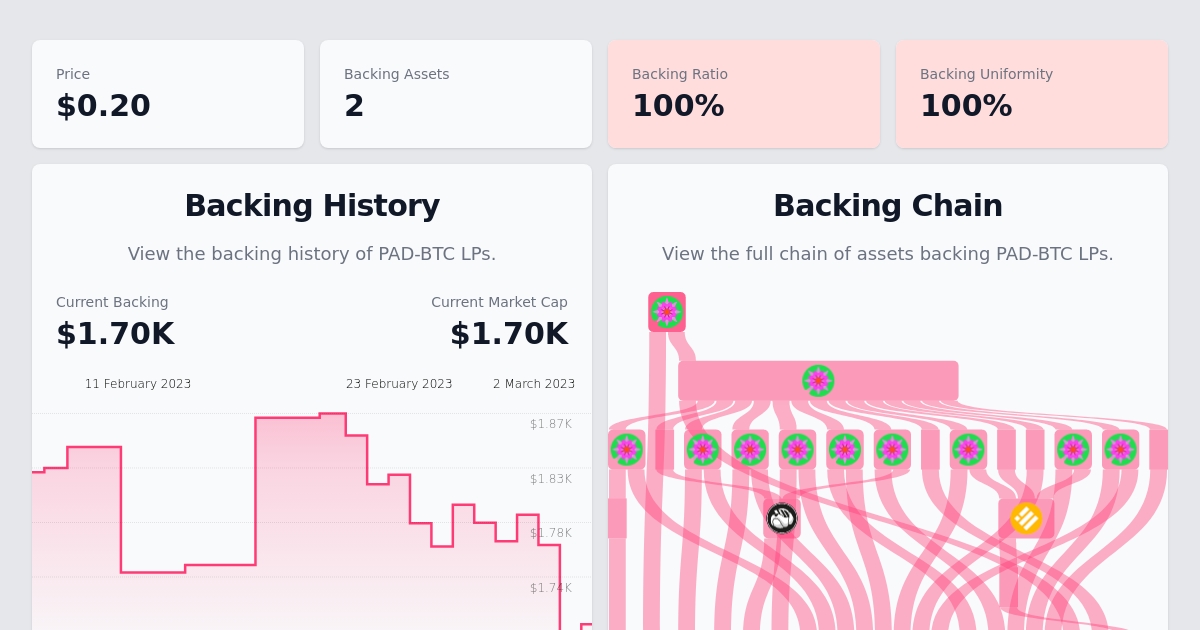 Price
$0.20
Backing Assets
2
Backing Ratio
100%
Backing Uniformity
100%
Backing History
View the backing history of PAD-BTC LPs.
Current Backing
$1.70K
Current Market Cap
$1.70K
11 February 2023
23 February 2023
2 March 2023
$1.87K
$1.83K
$1.78K
$1.74K
Backing Chain
View the full chain of assets backing PAD-BTC LPs.